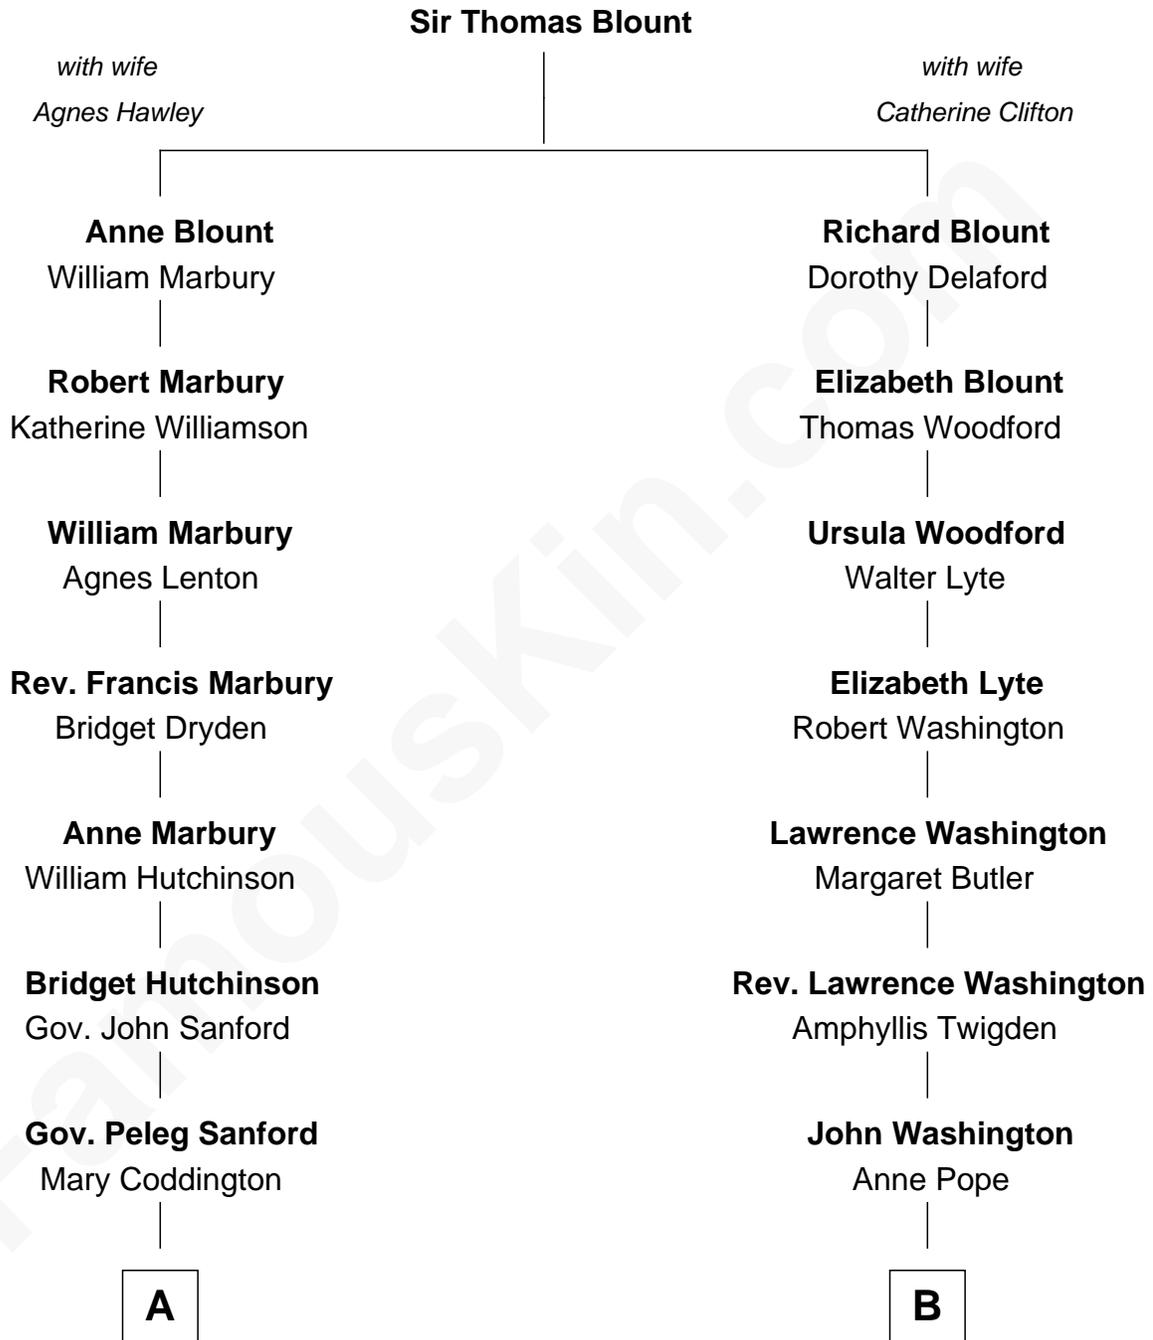 Sir Thomas Blount
with wife
Agnes Hawley
with wife
Catherine Clifton
Anne Blount
William Marbury
Richard Blount
Dorothy Delaford
Robert Marbury
Katherine Williamson
Elizabeth Blount
Thomas Woodford
William Marbury
Agnes Lenton
Ursula Woodford
Walter Lyte
Rev. Francis Marbury
Bridget Dryden
Elizabeth Lyte
Robert Washington
Anne Marbury
William Hutchinson
Lawrence Washington
Margaret Butler
Bridget Hutchinson
Gov. John Sanford
Rev. Lawrence Washington
Amphyllis Twigden
Gov. Peleg Sanford
Mary Coddington
John Washington
Anne Pope
A
B
FamousKin.com